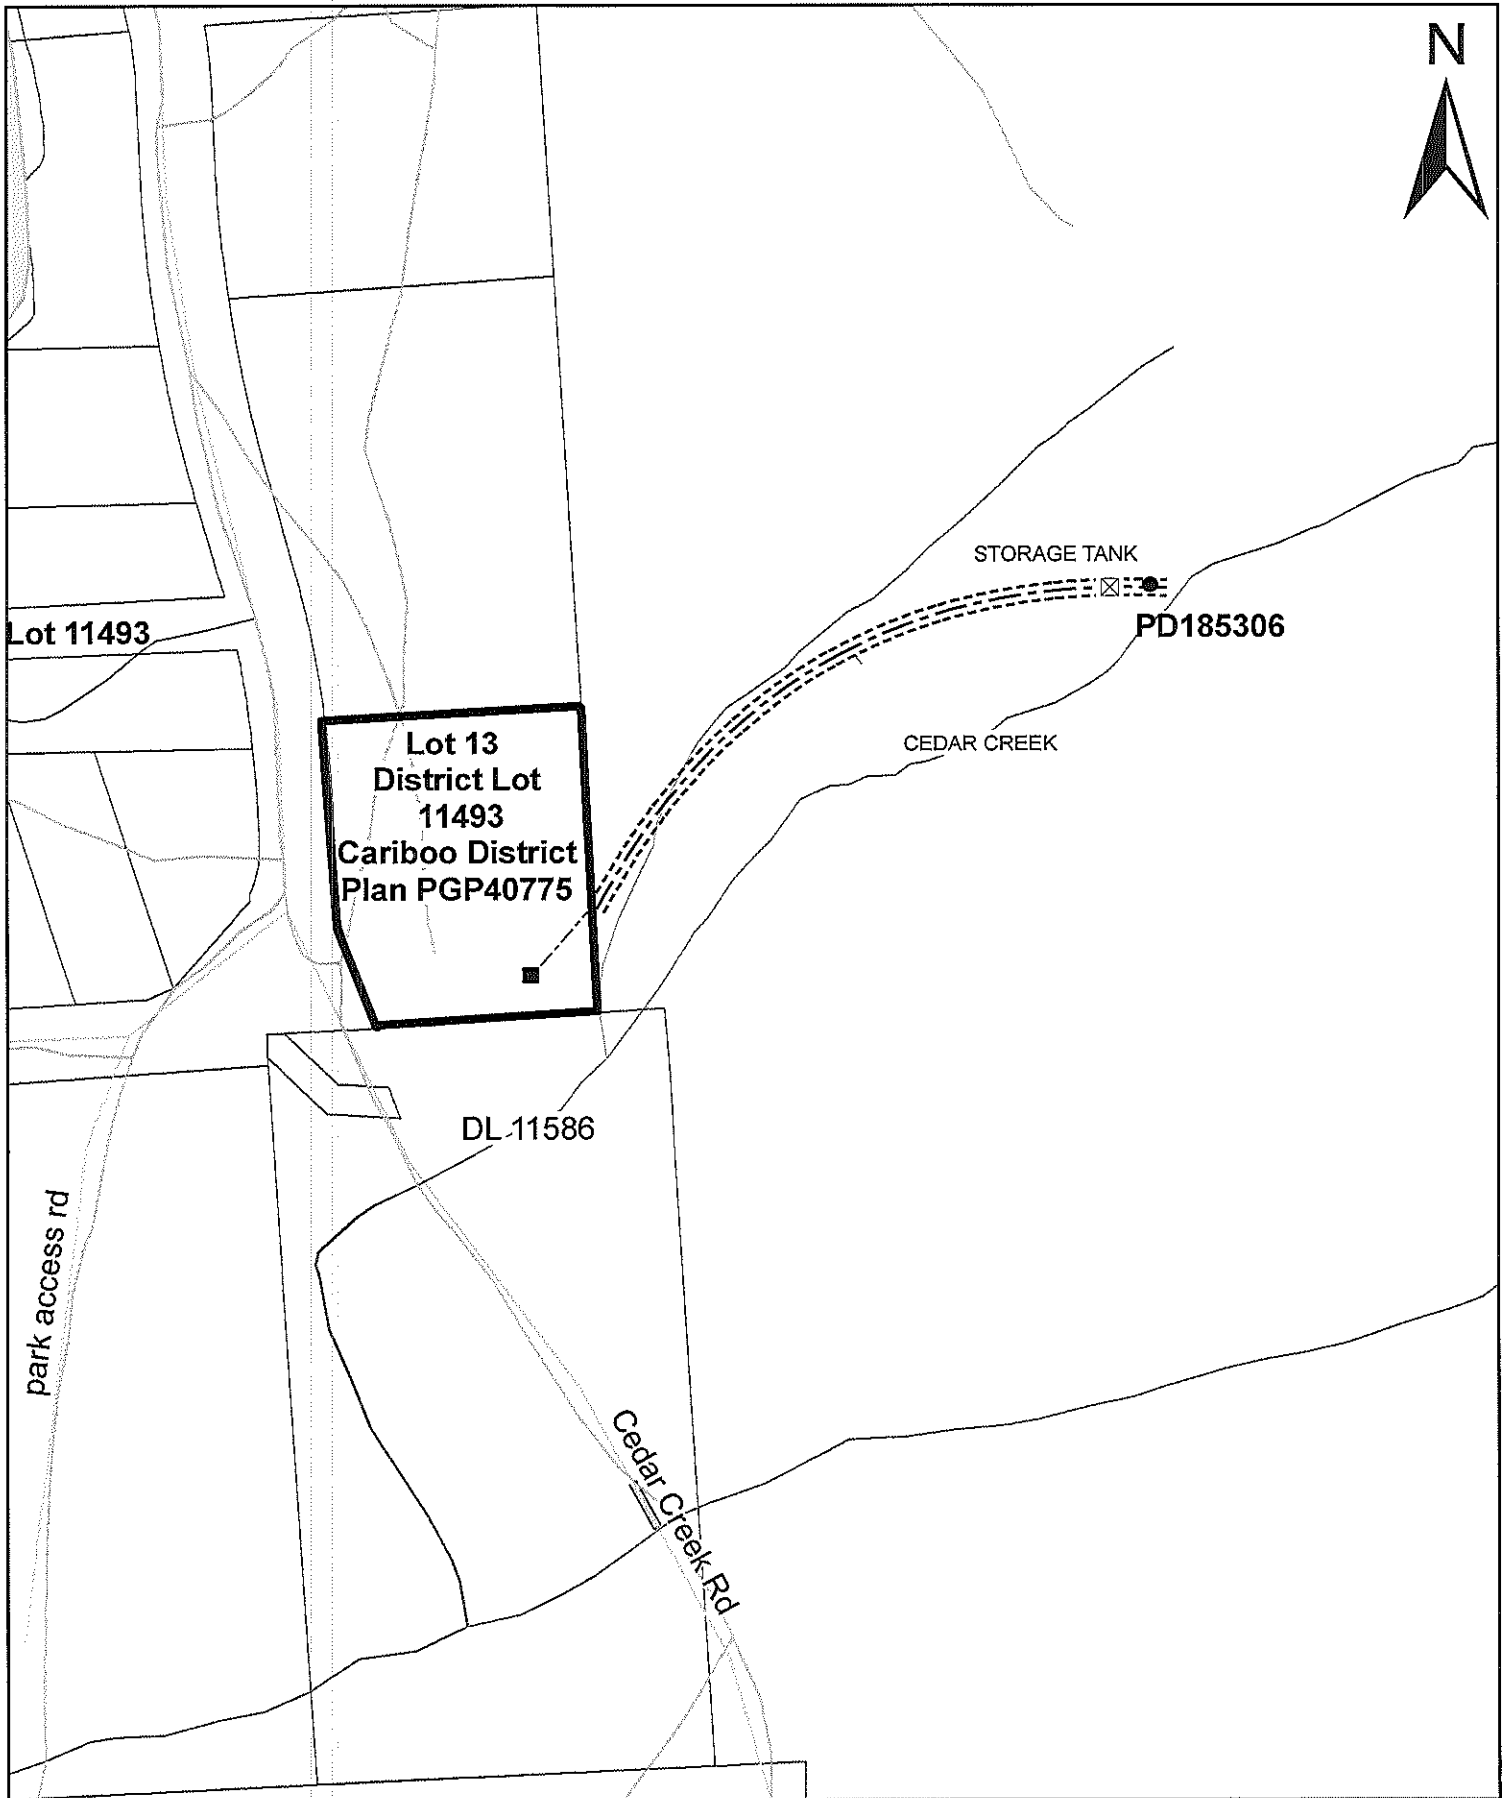 N
STORAGE TANK
PD185306
Lot 11493
Lot 13
District Lot
11493
Cariboo District
Plan PGP40775
CEDAR CREEK
DL 11586
park access rd
Cedar Creek Rd